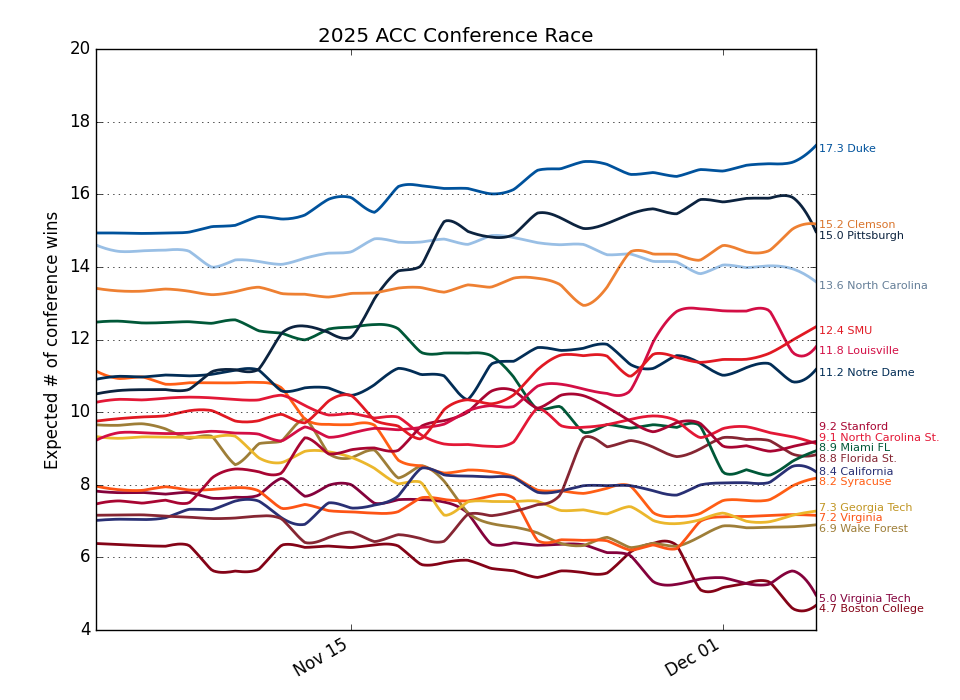 2025 ACC Conference Race
Expected # of conference wins
20
18
16
14
12
10
8
6
4
Nov 15
Dec 01
17.3 Duke
15.2 Clemson
15.0 Pittsburgh
13.6 North Carolina
12.4 SMU
11.8 Louisville
11.2 Notre Dame
9.2 Stanford
9.1 North Carolina St.
8.9 Miami FL
8.8 Florida St.
8.4 California
8.2 Syracuse
7.3 Georgia Tech
7.2 Virginia
6.9 Wake Forest
5.0 Virginia Tech
4.7 Boston College